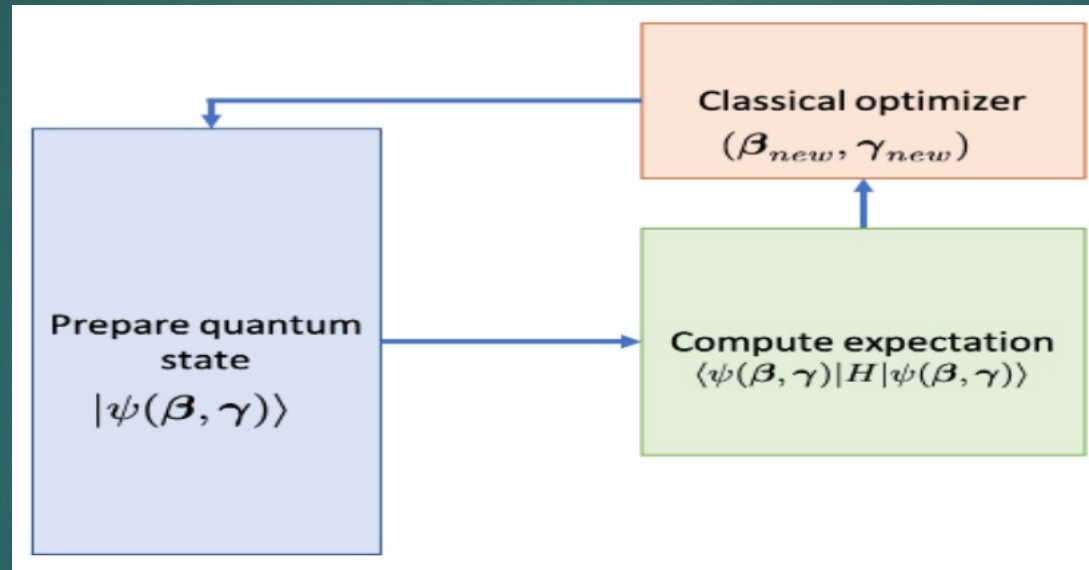 Prepare quantum
state
|ψ(β, γ)⟩
Classical optimizer
(β_new, γ_new)
Compute expectation
⟨ψ(β, γ)|H|ψ(β, γ)⟩